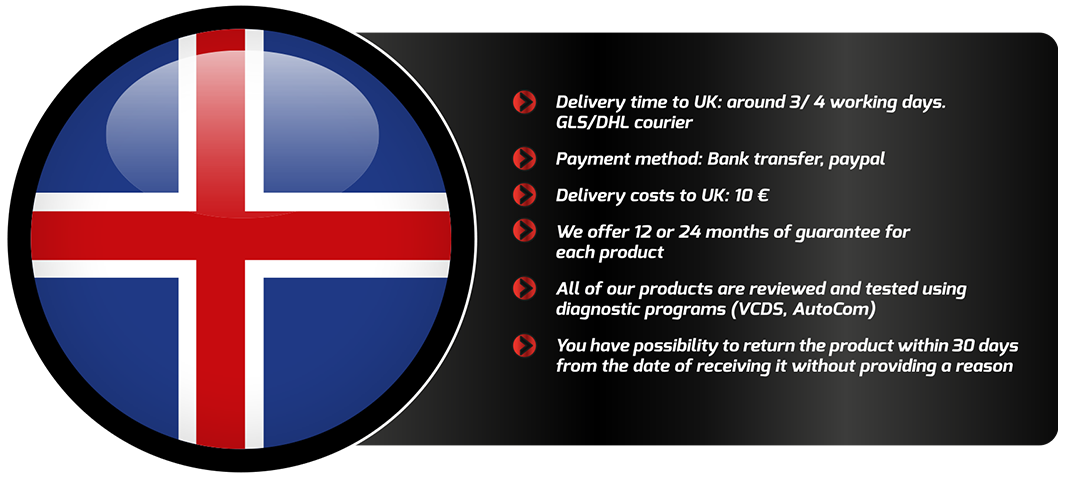 Delivery time to UK: around 3/ 4 working days.
GLS/DHL courier
Payment method: Bank transfer, paypal
Delivery costs to UK: 10 €
We offer 12 or 24 months of guarantee for
each product
All of our products are reviewed and tested using
diagnostic programs (VCDS, AutoCom)
You have possibility to return the product within 30 days
from the date of receiving it without providing a reason